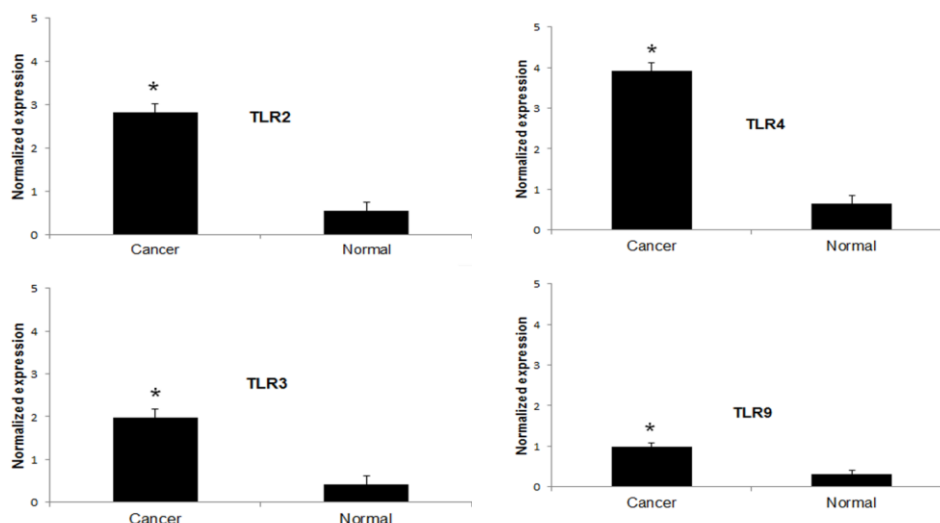 Normalized expression
5
4
3
2
1
0
*
TLR2
Cancer
Normal
Normalized expression
5
4
3
2
1
0
*
TLR4
Cancer
Normal
Normalized expression
5
4
3
2
1
0
*
TLR3
Cancer
Normal
Normalized expression
5
4
3
2
1
0
*
TLR9
Cancer
Normal